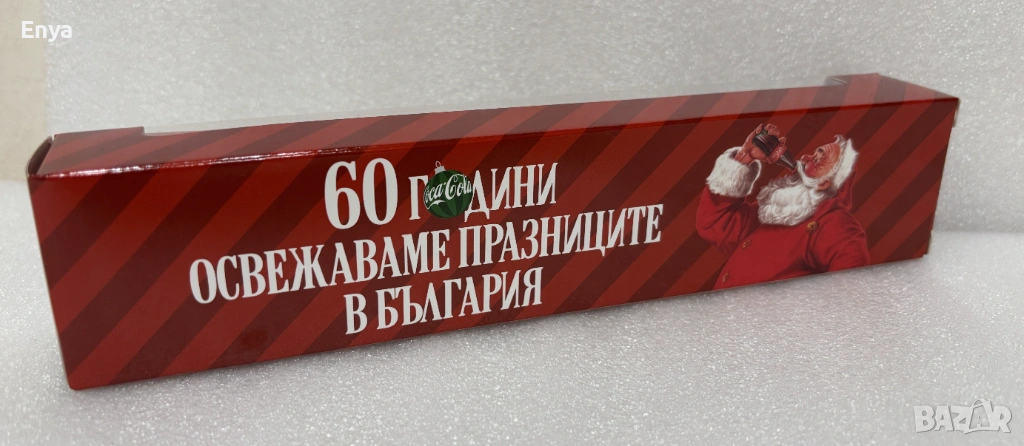 Enya
60 ГОДИНИ
Coca-Cola
ОСВЕЖАВАМЕ ПРАЗНИЦИТЕ
В БЪЛГАРИЯ
BAZAR